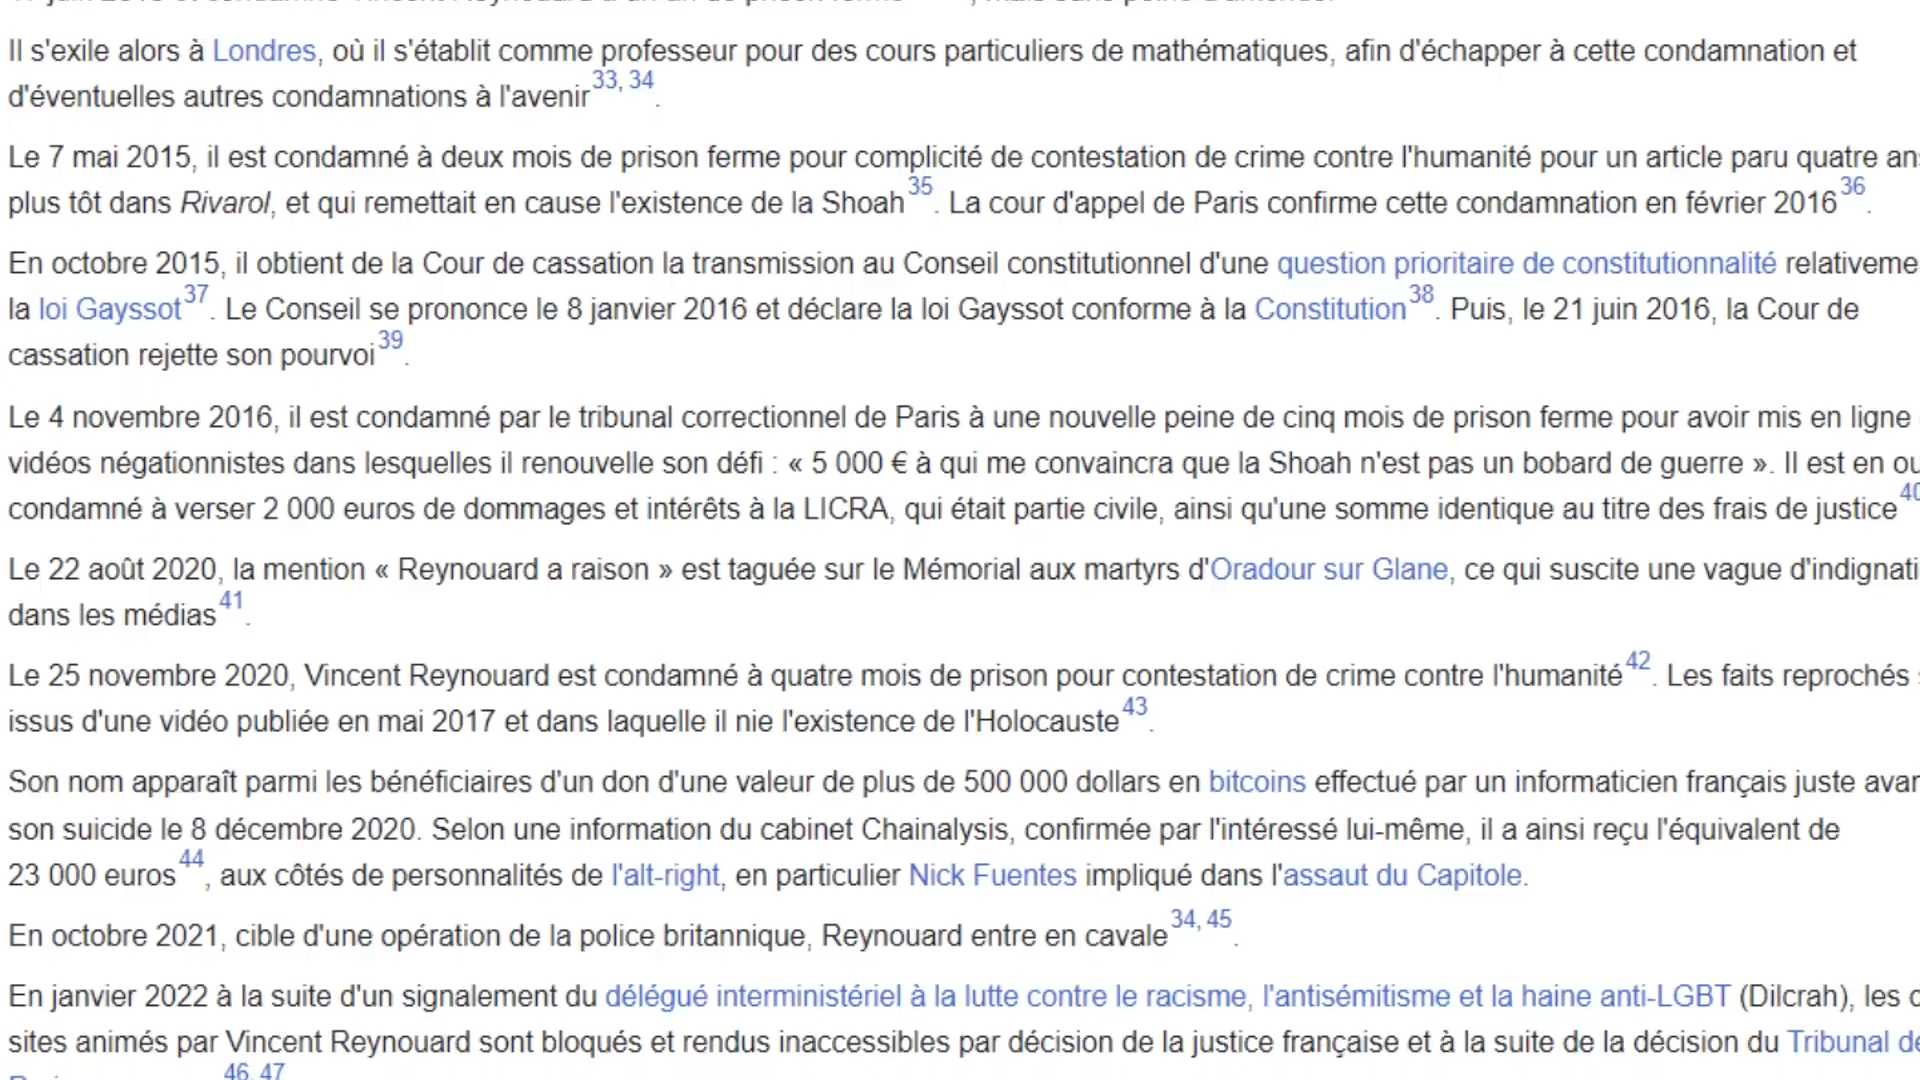 Il s'exile alors à Londres, où il s'établit comme professeur pour des cours particuliers de mathématiques, afin d'échapper à cette condamnation et
d'éventuelles autres condamnations à l'avenir33, 34.
Le 7 mai 2015, il est condamné à deux mois de prison ferme pour complicité de contestation de crime contre l'humanité pour un article paru quatre ans
plus tôt dans Rivarol, et qui remettait en cause l'existence de la Shoah35. La cour d'appel de Paris confirme cette condamnation en février 201636.
En octobre 2015, il obtient de la Cour de cassation la transmission au Conseil constitutionnel d'une question prioritaire de constitutionnalité relativeme
la loi Gayssot37. Le Conseil se prononce le 8 janvier 2016 et déclare la loi Gayssot conforme à la Constitution38. Puis, le 21 juin 2016, la Cour de
cassation rejette son pourvoi39.
Le 4 novembre 2016, il est condamné par le tribunal correctionnel de Paris à une nouvelle peine de cinq mois de prison ferme pour avoir mis en ligne
vidéos négationnistes dans lesquelles il renouvelle son défi : « 5 000 € à qui me convaincra que la Shoah n'est pas un bobard de guerre ». Il est en ou
condamné à verser 2 000 euros de dommages et intérêts à la LICRA, qui était partie civile, ainsi qu'une somme identique au titre des frais de justice40
Le 22 août 2020, la mention « Reynouard a raison » est taguée sur le Mémorial aux martyrs d'Oradour sur Glane, ce qui suscite une vague d'indignati
dans les médias41.
Le 25 novembre 2020, Vincent Reynouard est condamné à quatre mois de prison pour contestation de crime contre l'humanité42. Les faits reprochés
issus d'une vidéo publiée en mai 2017 et dans laquelle il nie l'existence de l'Holocauste43.
Son nom apparaît parmi les bénéficiaires d'un don d'une valeur de plus de 500 000 dollars en bitcoins effectué par un informaticien français juste avan
son suicide le 8 décembre 2020. Selon une information du cabinet Chainalysis, confirmée par l'intéressé lui-même, il a ainsi reçu l'équivalent de
23 000 euros44, aux côtés de personnalités de l'alt-right, en particulier Nick Fuentes impliqué dans l'assaut du Capitole.
En octobre 2021, cible d'une opération de la police britannique, Reynouard entre en cavale34, 45.
En janvier 2022 à la suite d'un signalement du délégué interministériel à la lutte contre le racisme, l'antisémitisme et la haine anti-LGBT (Dilcrah), les
sites animés par Vincent Reynouard sont bloqués et rendus inaccessibles par décision de la justice française et à la suite de la décision du Tribunal de
46, 47